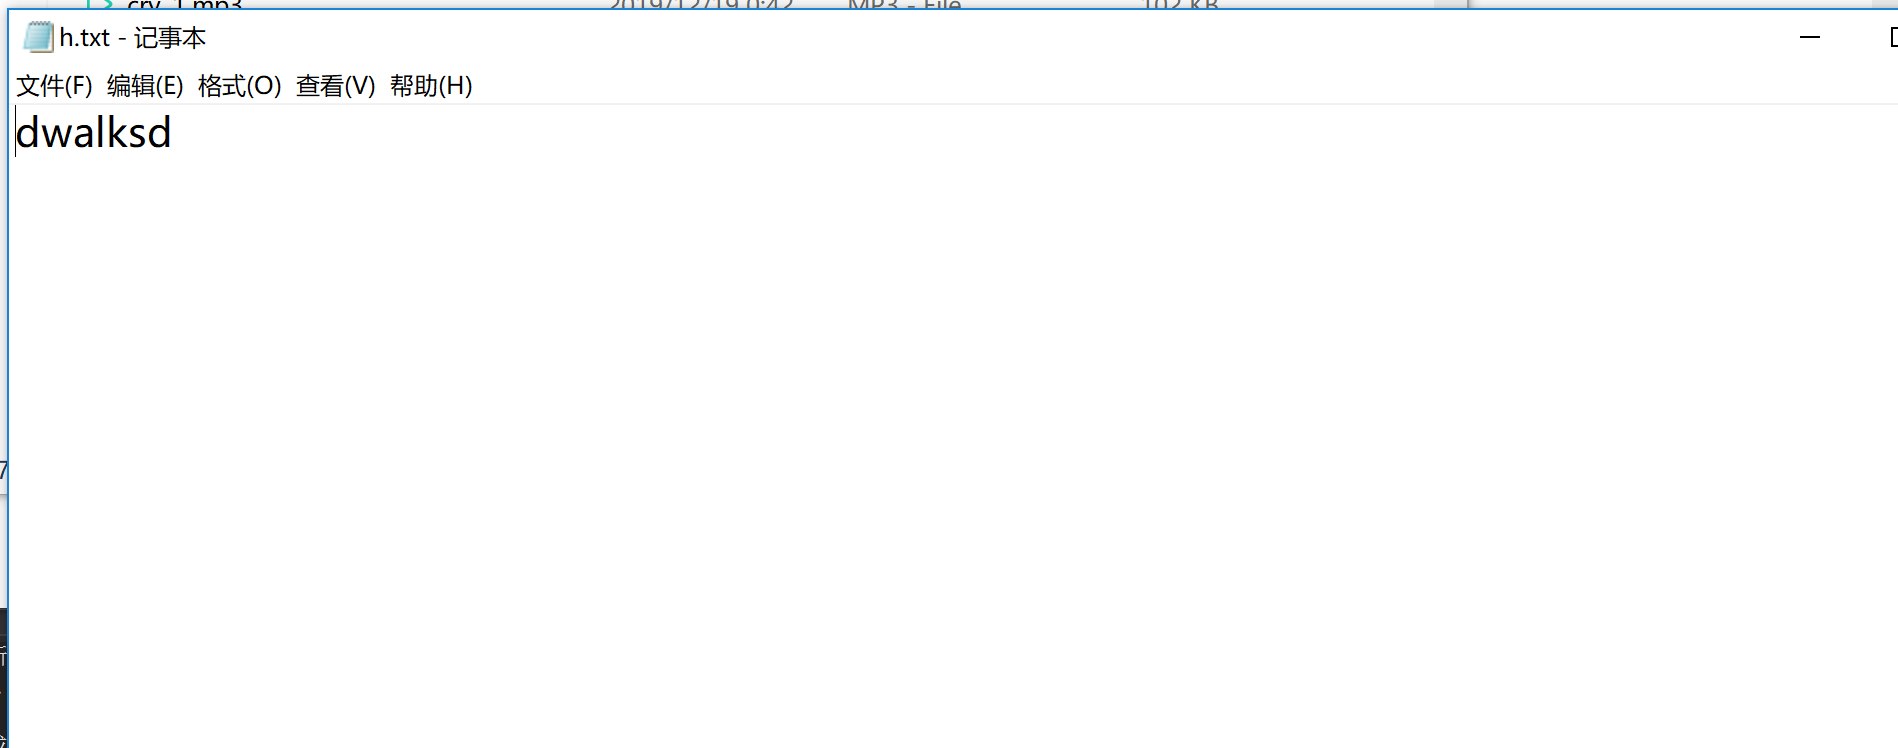 cry_1.mp3 2019/12/19 0:42 MP3 - File 102 KB
h.txt - 记事本
文件(F) 编辑(E) 格式(O) 查看(V) 帮助(H)
dwalksd
7